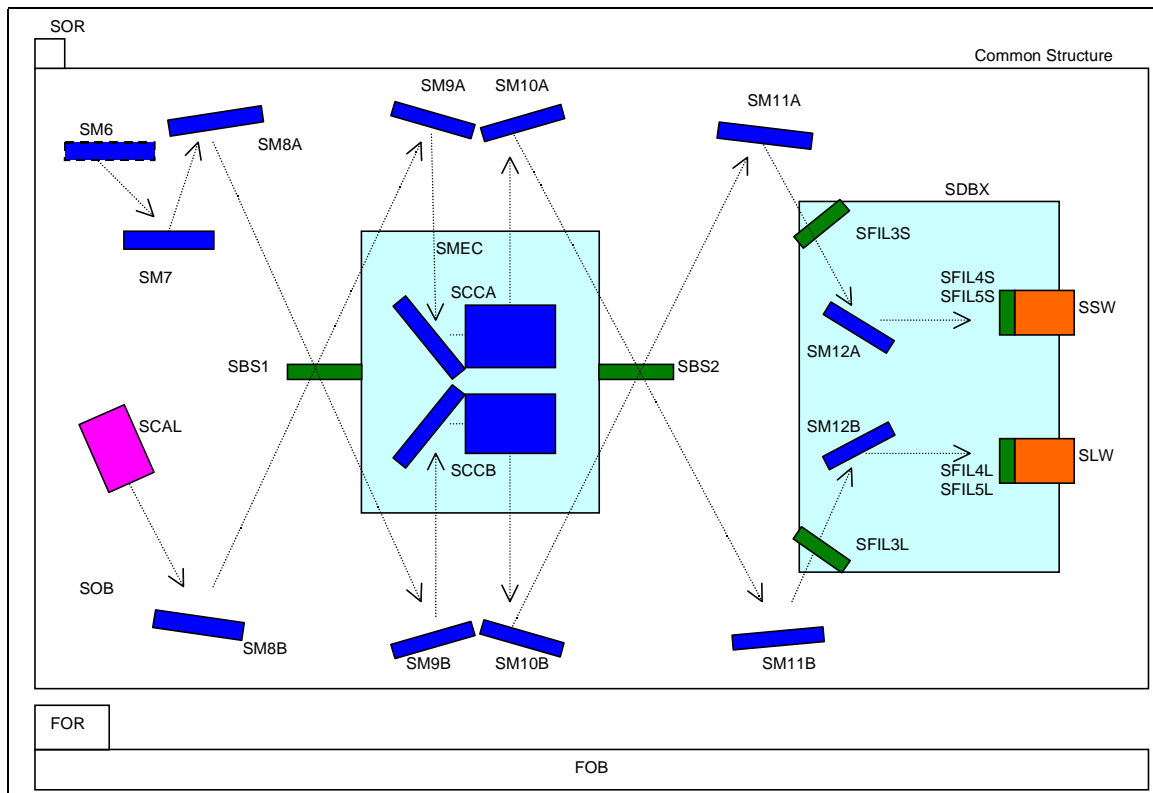 SOR
Common Structure
SM9A
SM10A
SM11A
SM6
SM8A
SDBX
SFIL3S
SM7
SMEC
SFIL4S
SFIL5S
SCCA
SSW
SM12A
SBS1
SBS2
SCAL
SM12B
SLW
SCCB
SFIL4L
SFIL5L
SFIL3L
SOB
SM8B
SM9B
SM10B
SM11B
FOR
FOB